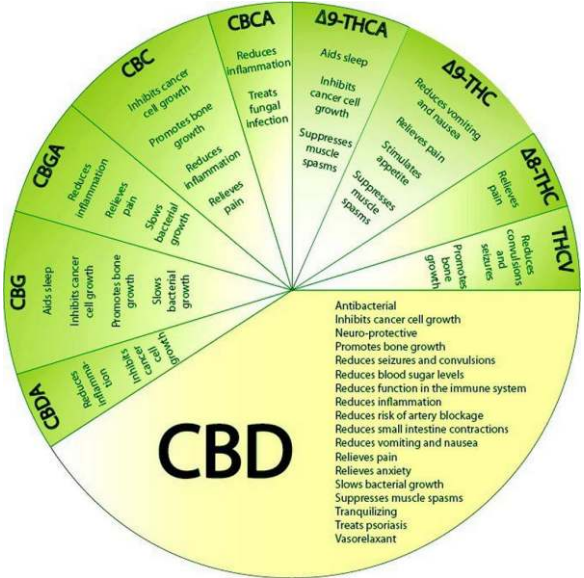 CBCA
Reduces
inflammation
Treats
fungal
infection
Δ9-THCA
Aids sleep
Inhibits
cancer cell
growth
Suppresses
muscle
spasms
Δ9-THC
Reduces vomiting
and nausea
Relieves pain
Stimulates
appetite
Suppresses
muscle
spasms
Δ8-THC
Relieves
pain
THCV
Reduces
convulsions
and
seizures
Promotes
bone
growth
CBD
Antibacterial
Inhibits cancer cell growth
Neuro-protective
Promotes bone growth
Reduces seizures and convulsions
Reduces blood sugar levels
Reduces function in the immune system
Reduces inflammation
Reduces risk of artery blockage
Reduces small intestine contractions
Reduces vomiting and nausea
Relieves pain
Relieves anxiety
Slows bacterial growth
Suppresses muscle spasms
Tranquilizing
Treats psoriasis
Vasorelaxant
CBDA
Reduces
inflamma-
tion
Inhibits
cancer
cell
growth
CBG
Aids sleep
Inhibits cancer
cell growth
Promotes bone
growth
Slows
bacterial
growth
CBGA
Reduces
inflammation
Relieves
pain
Slows
bacterial
growth
CBC
Inhibits cancer
cell growth
Promotes bone
growth
Reduces
inflammation
Relieves
pain